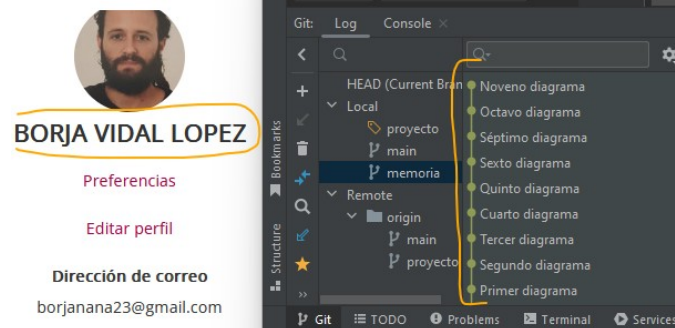 BORJA VIDAL LOPEZ
Preferencias
Editar perfil
Dirección de correo
borjanana23@gmail.com
Git: Log Console
Bookmarks
Structure
HEAD (Current Bran
Local
proyecto
main
memoria
Remote
origin
main
proyecto
Noveno diagrama
Octavo diagrama
Séptimo diagrama
Sexto diagrama
Quinto diagrama
Cuarto diagrama
Tercer diagrama
Segundo diagrama
Primer diagrama
Git TODO Problems Terminal Services